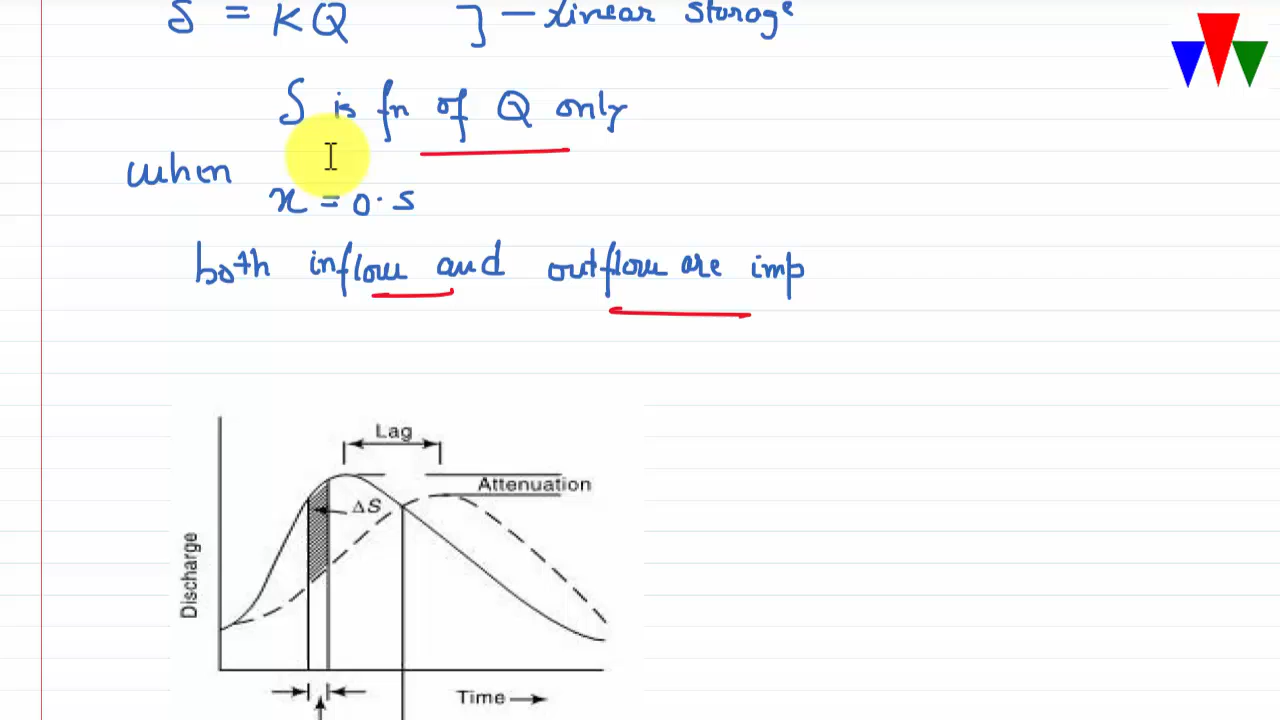 S = KQ ] - Linear storage
S is fn of Q only
when
x = 0.5
both inflow and outflow are imp
Lag
Attenuation
ΔS
Discharge
Time